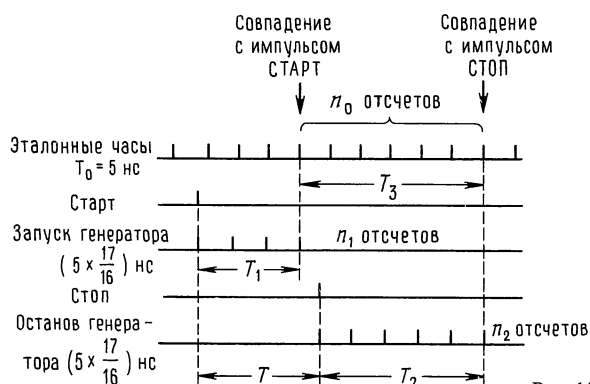 Совпадение
с импульсом
СТАРТ
Совпадение
с импульсом
СТОП
n₀ отсчетов
Эталонные часы
T₀ = 5 нс
T₃
Старт
Запуск генератора
(5 × 17/16) нс
n₁ отсчетов
T₁
Стоп
Останов генера-
тора (5 × 17/16) нс
n₂ отсчетов
T
T₂